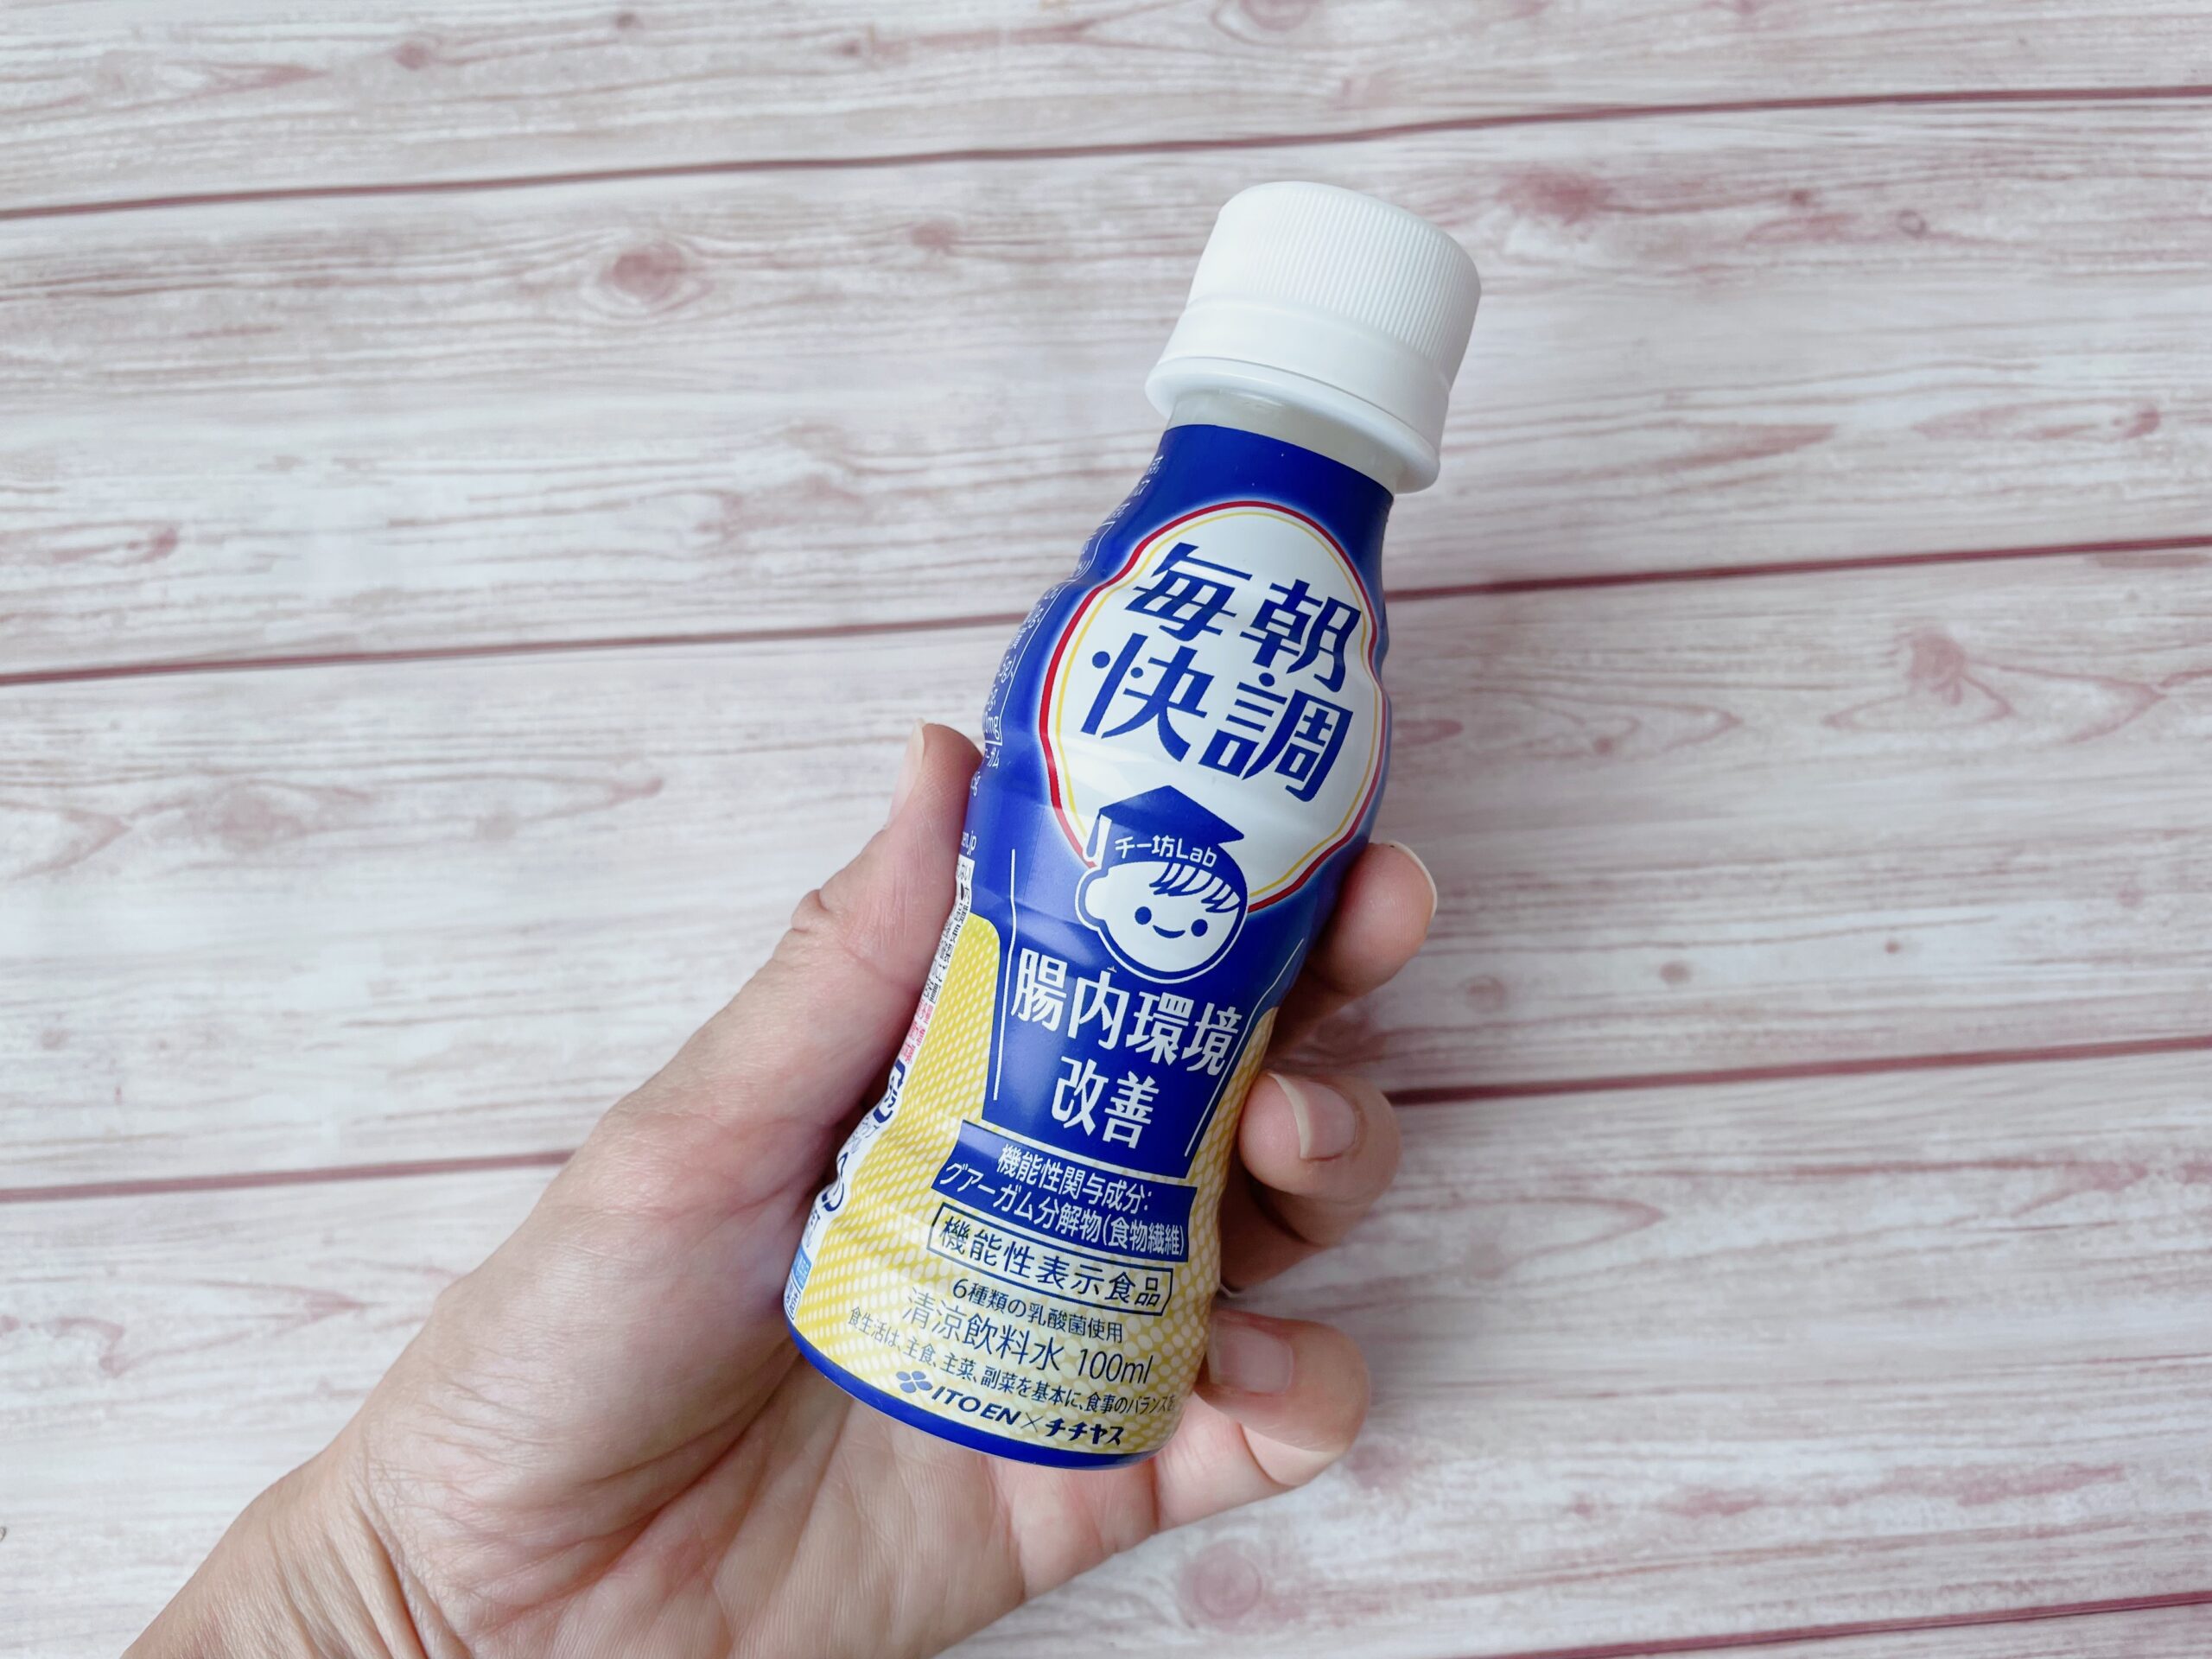 毎朝
快調
チー坊Lab
腸内環境
改善
機能性関与成分:
グアーガム分解物(食物繊維)
機能性表示食品
6種類の乳酸菌使用
清涼飲料水 100ml
食生活は、主食、主菜、副菜を基本に、食事のバランスを
ITO EN×チチヤス